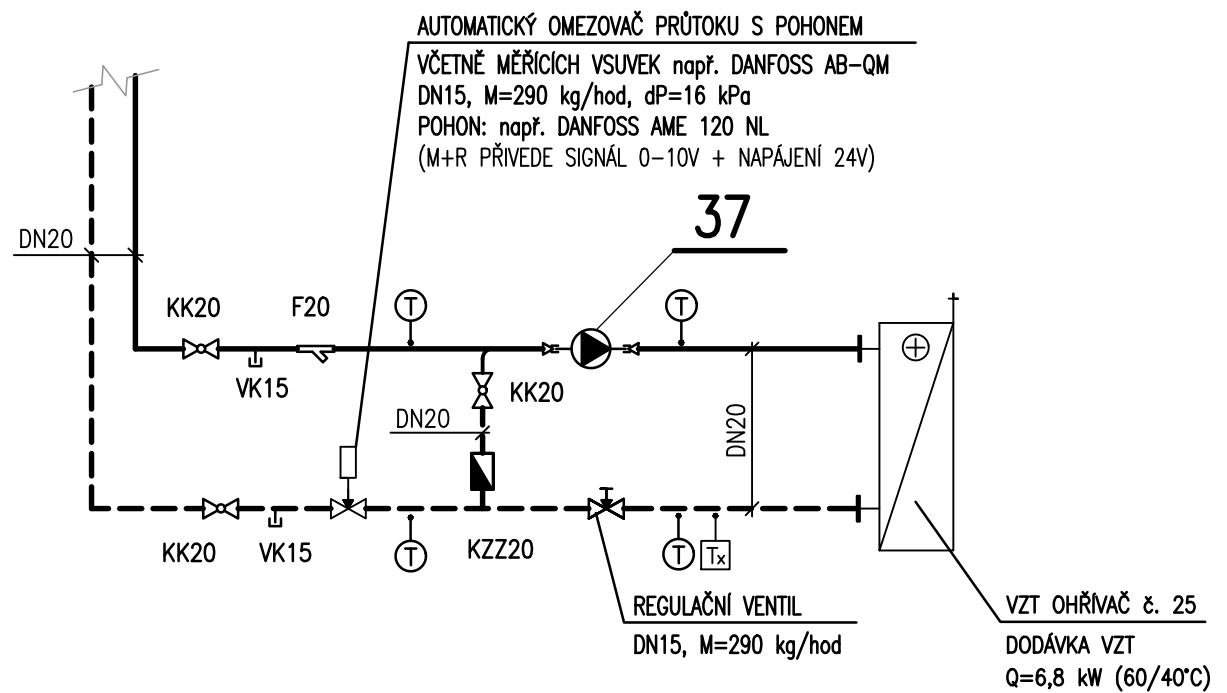 AUTOMATICKÝ OMEZOVAČ PRŮTOKU S POHONEM
VČETNĚ MĚŘÍCÍCH VSUVEK např. DANFOSS AB-QM
DN15, M=290 kg/hod, dP=16 kPa
POHON: např. DANFOSS AME 120 NL
(M+R PŘIVEDE SIGNÁL 0-10V + NAPÁJENÍ 24V)
37
DN20
KK20
F20
T
T
VK15
KK20
DN20
DN20
KK20
VK15
T
KZZ20
T
Tx
REGULAČNÍ VENTIL
DN15, M=290 kg/hod
VZT OHŘÍVAČ č. 25
DODÁVKA VZT
Q=6,8 kW (60/40°C)